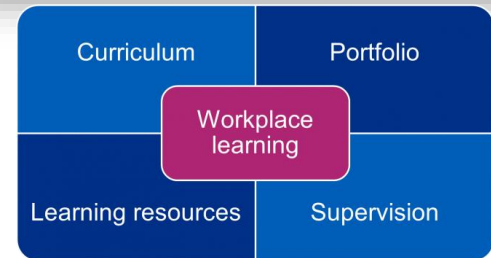 Curriculum
Portfolio
Workplace
learning
Learning resources
Supervision